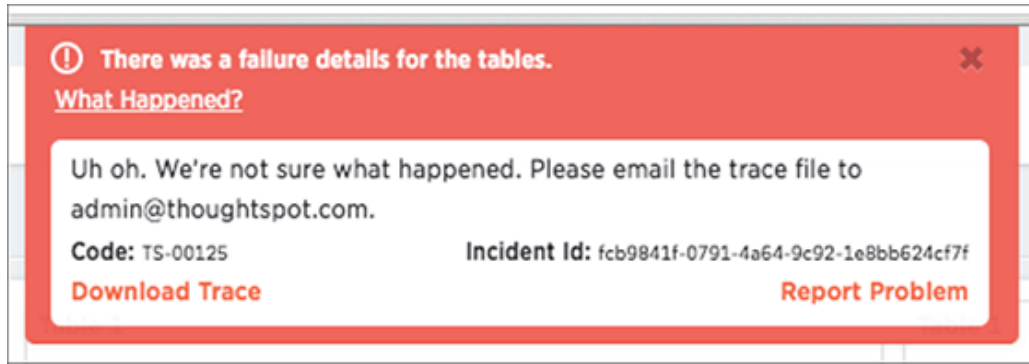 There was a failure details for the tables.
What Happened?
Uh oh. We're not sure what happened. Please email the trace file to
admin@thoughtspot.com.
Code: TS-00125 Incident Id: fcb9841f-0791-4a64-9c92-1e8bb624cf7f
Download Trace Report Problem
Table 1